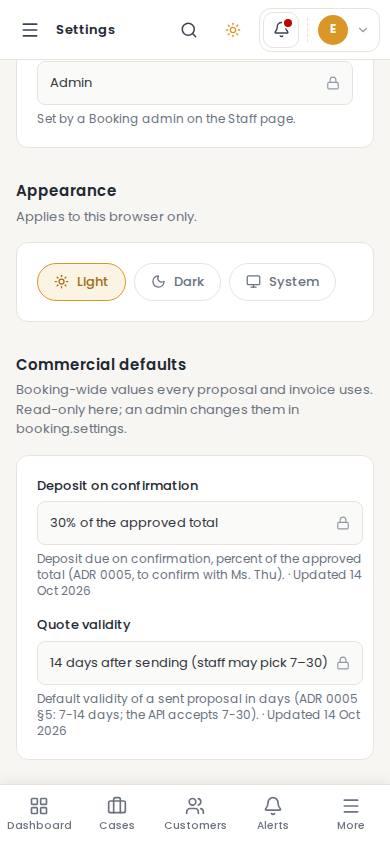 Settings
E
Admin
Set by a Booking admin on the Staff page.
Appearance
Applies to this browser only.
Light
Dark
System
Commercial defaults
Booking-wide values every proposal and invoice uses.
Read-only here; an admin changes them in
booking.settings.
Deposit on confirmation
30% of the approved total
Deposit due on confirmation, percent of the approved
total (ADR 0005, to confirm with Ms. Thu). · Updated 14
Oct 2026
Quote validity
14 days after sending (staff may pick 7–30)
Default validity of a sent proposal in days (ADR 0005
§5: 7-14 days; the API accepts 7-30). · Updated 14 Oct
2026
Dashboard
Cases
Customers
Alerts
More